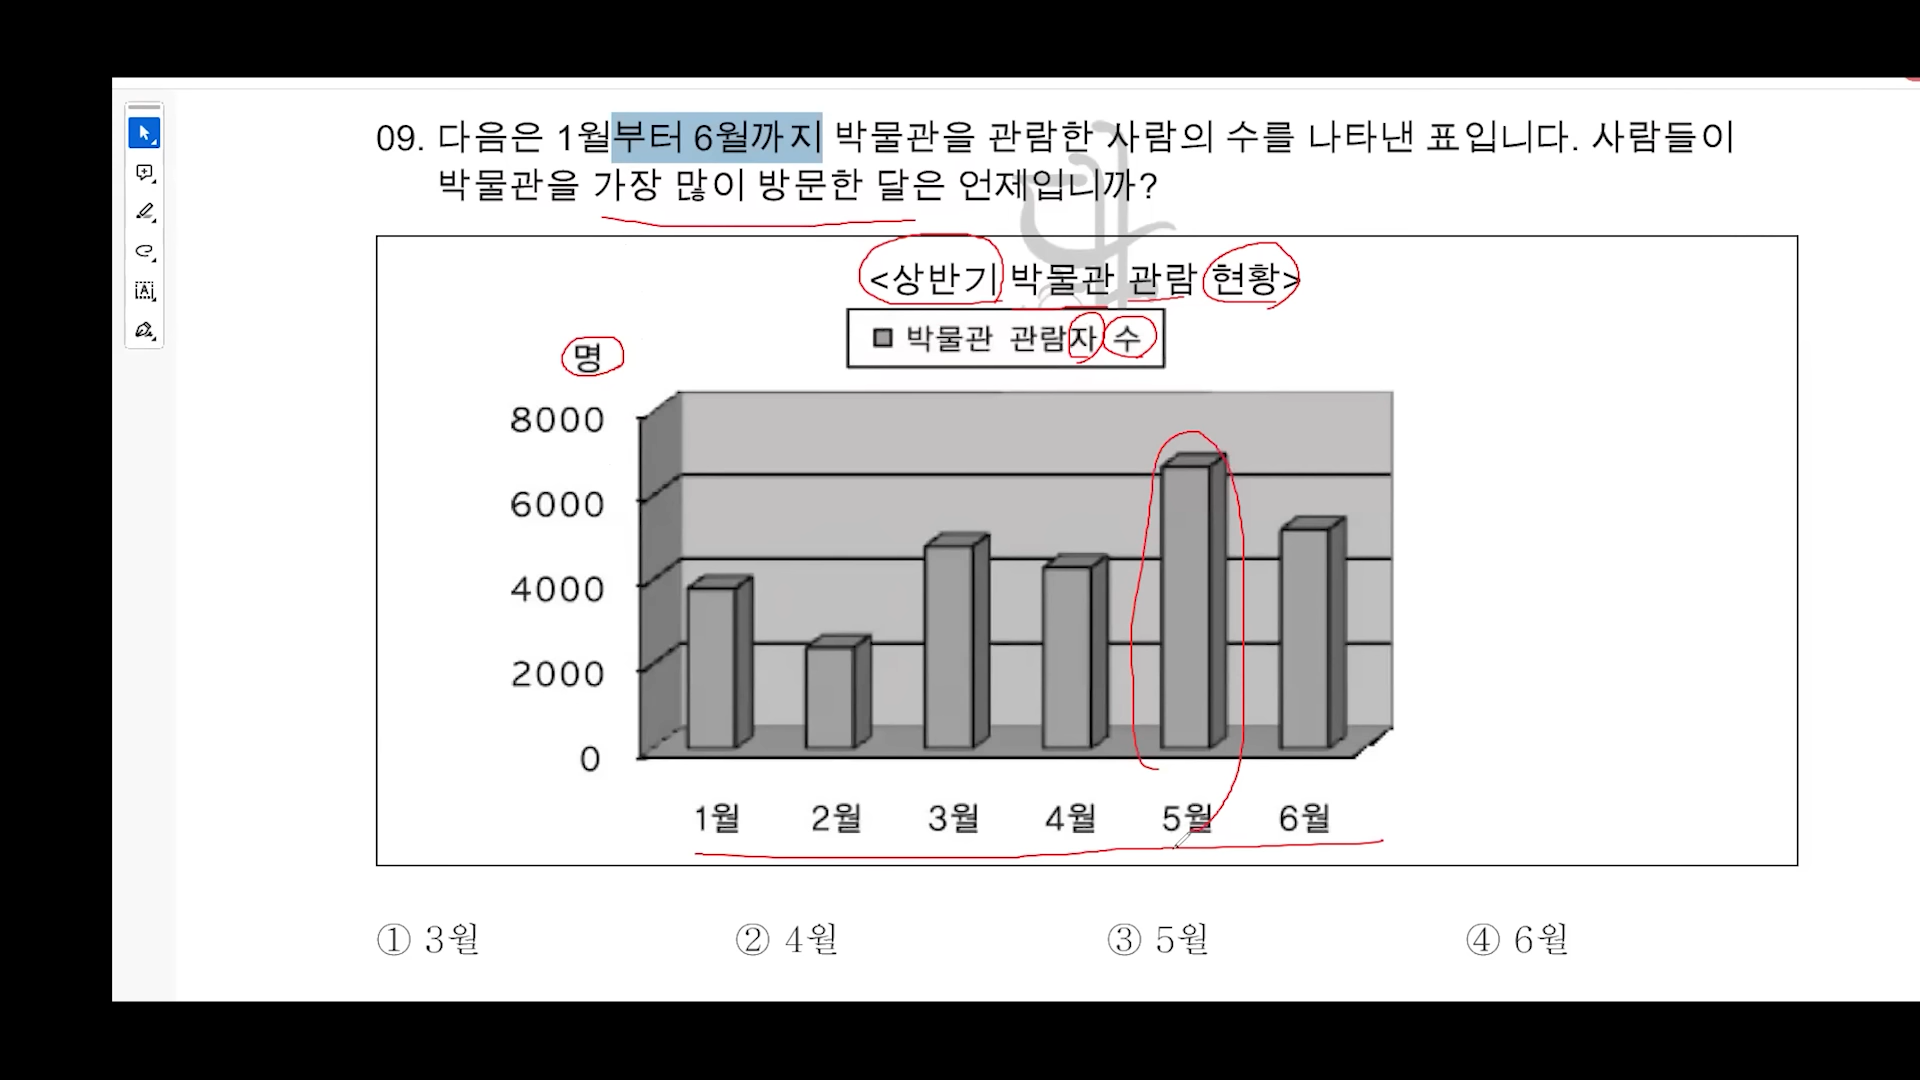 09. 다음은 1월부터 6월까지 박물관을 관람한 사람의 수를 나타낸 표입니다. 사람들이
박물관을 가장 많이 방문한 달은 언제입니까?
<상반기 박물관 관람 현황>
박물관 관람자 수
명
8000
6000
4000
2000
0
1월 2월 3월 4월 5월 6월
① 3월 ② 4월 ③ 5월 ④ 6월